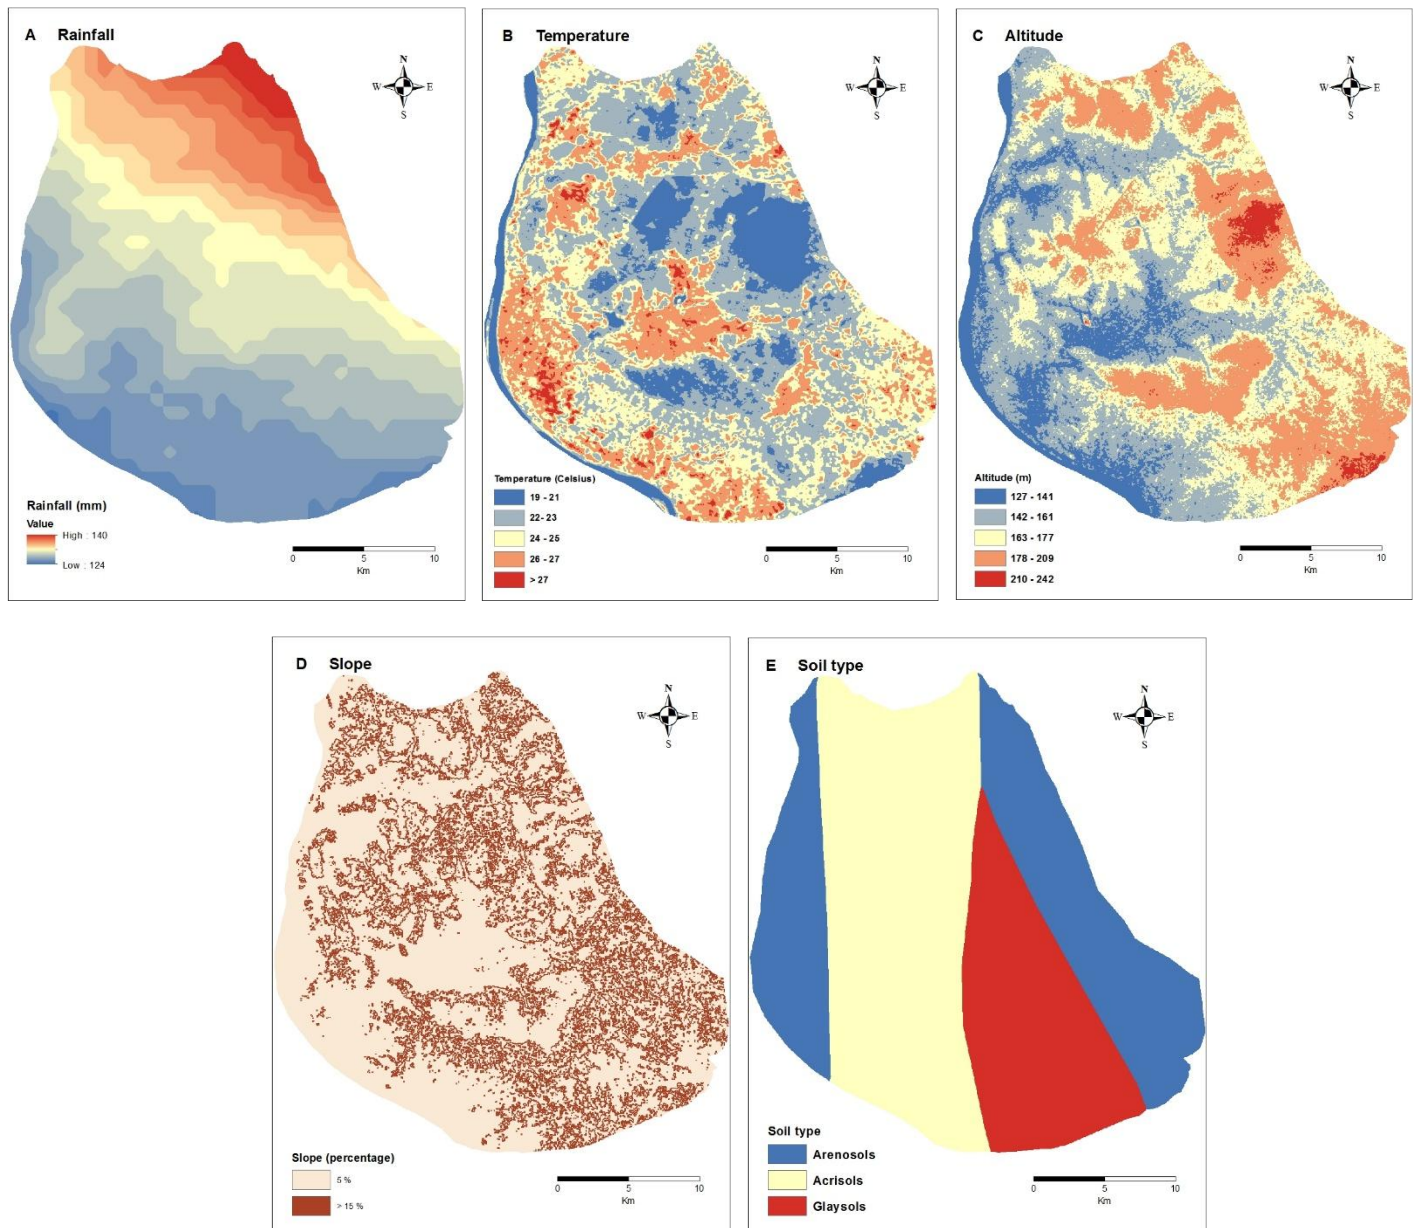 A Rainfall
N
W E
S
Rainfall (mm)
Value
High : 140
Low : 124
0 5 10
Km
B Temperature
N
W E
S
Temperature (Celsius)
19 - 21
22- 23
24 - 25
26 - 27
> 27
0 5 10
Km
C Altitude
N
W E
S
Altitude (m)
127 - 141
142 - 161
163 - 177
178 - 209
210 - 242
0 5 10
Km
D Slope
N
W E
S
Slope (percentage)
5 %
> 15 %
0 5 10
Km
E Soil type
N
W E
S
Soil type
Arenosols
Acrisols
Glaysols
0 5 10
Km